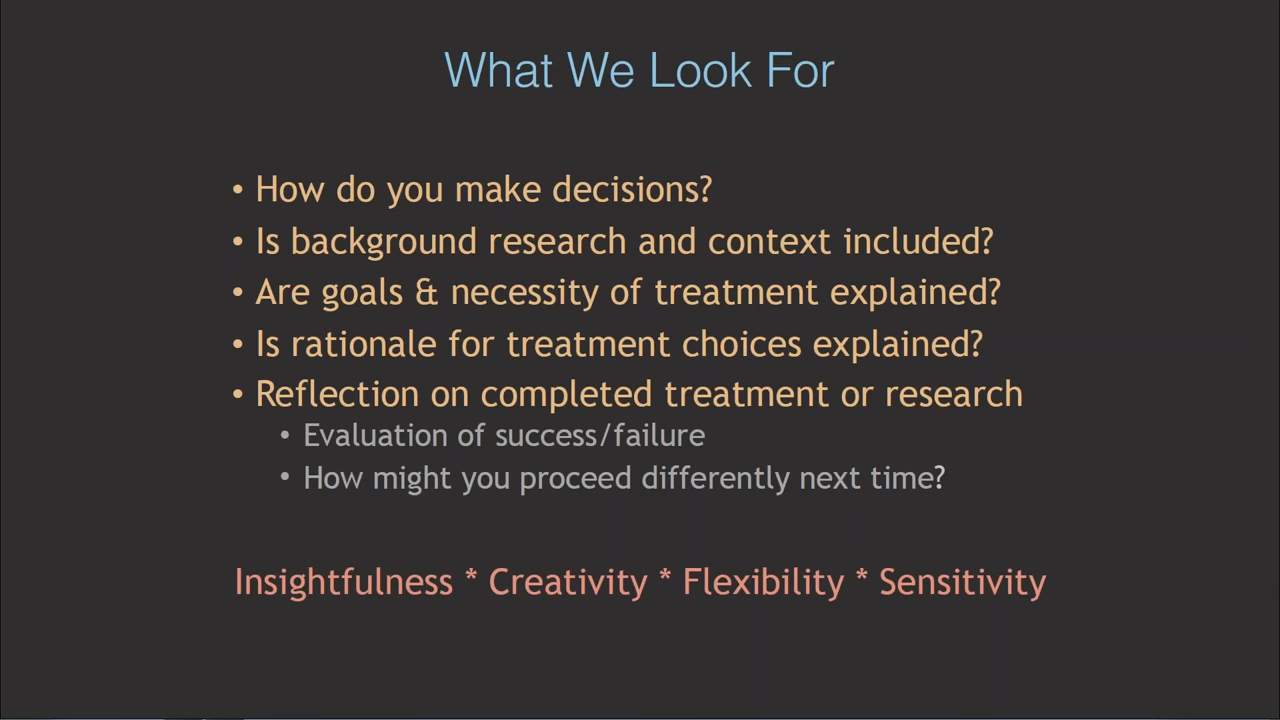 What We Look For
• How do you make decisions?
• Is background research and context included?
• Are goals & necessity of treatment explained?
• Is rationale for treatment choices explained?
• Reflection on completed treatment or research
• Evaluation of success/failure
• How might you proceed differently next time?
Insightfulness * Creativity * Flexibility * Sensitivity